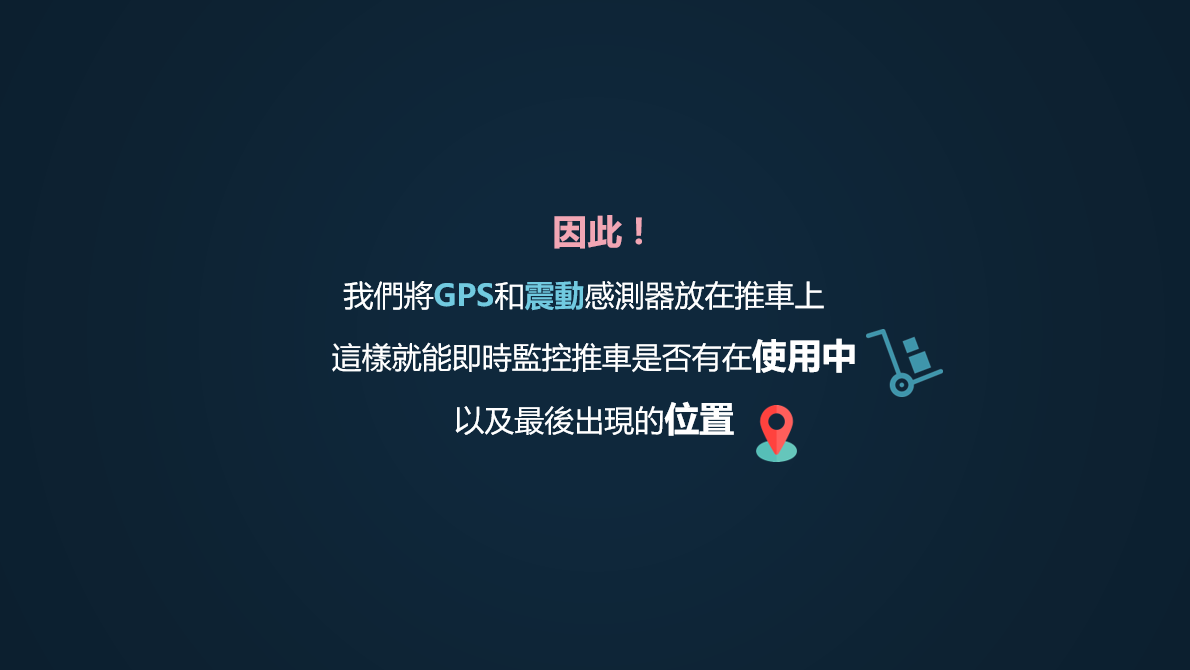 因此！
我們將GPS和震動感測器放在推車上
這樣就能即時監控推車是否有在使用中
以及最後出現的位置